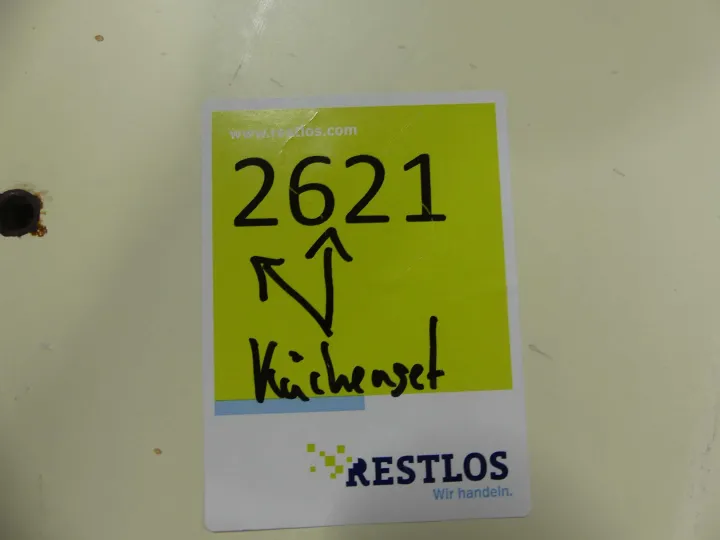 www.restlos.com
2621
Küchenset
RESTLOS
Wir handeln.